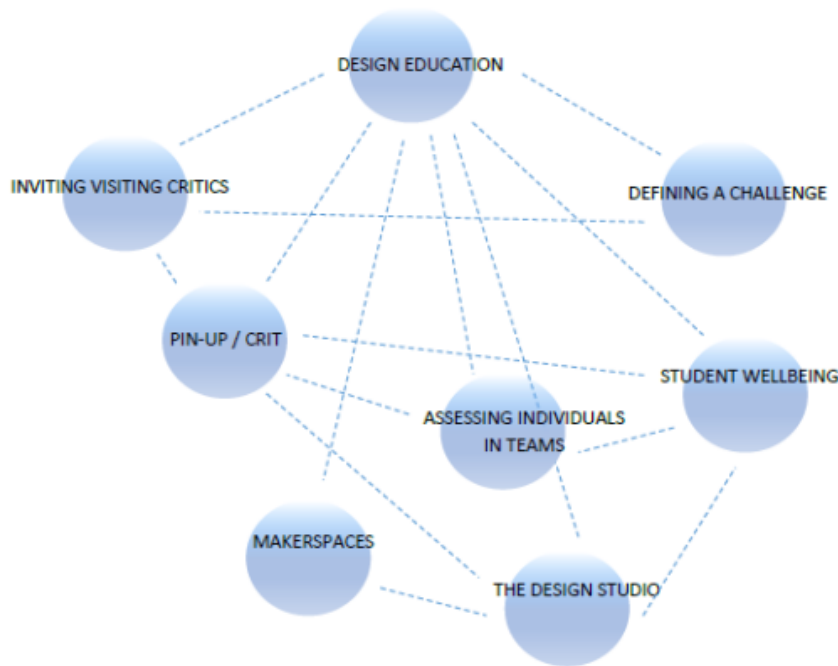 DESIGN EDUCATION
INVITING VISITING CRITICS
DEFINING A CHALLENGE
PIN-UP / CRIT
STUDENT WELLBEING
ASSESSING INDIVIDUALS
IN TEAMS
MAKERSPACES
THE DESIGN STUDIO